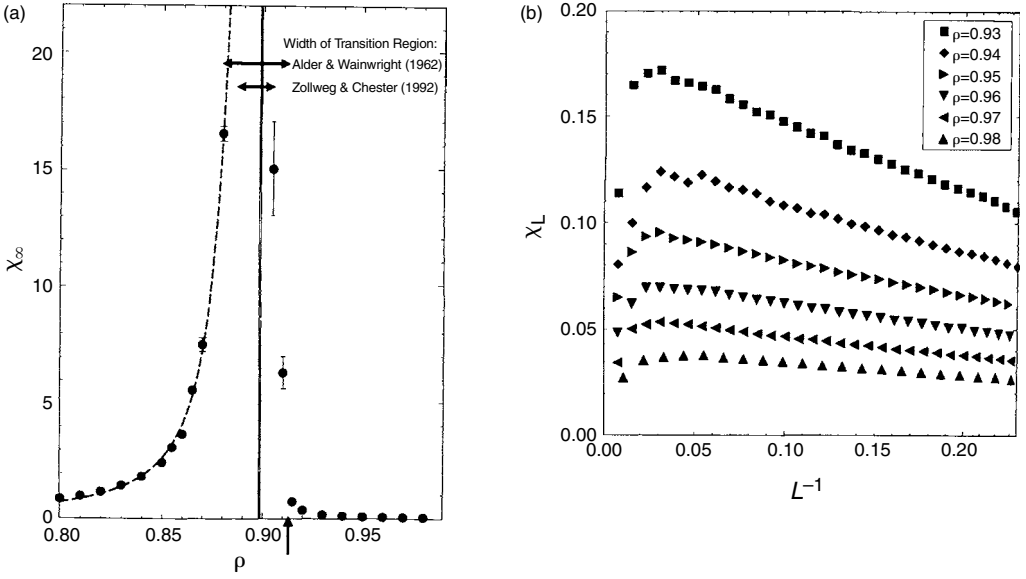 (a)
20
15
10
5
0
χ∞
Width of Transition Region:
Alder & Wainwright (1962)
Zollweg & Chester (1992)
0.80
0.85
0.90
0.95
ρ
(b)
0.20
0.15
0.10
0.05
0.00
χL
ρ=0.93
ρ=0.94
ρ=0.95
ρ=0.96
ρ=0.97
ρ=0.98
0.00
0.05
0.10
0.15
0.20
L⁻¹